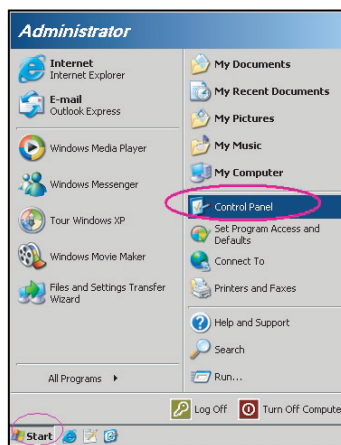 Administrator
Internet
Internet Explorer
E-mail
Outlook Express
Windows Media Player
Windows Messenger
Tour Windows XP
Windows Movie Maker
Files and Settings Transfer
Wizard
All Programs
My Documents
My Recent Documents
My Pictures
My Music
My Computer
Control Panel
Set Program Access and
Defaults
Connect To
Printers and Faxes
Help and Support
Search
Run...
Log Off
Turn Off Compute
Start